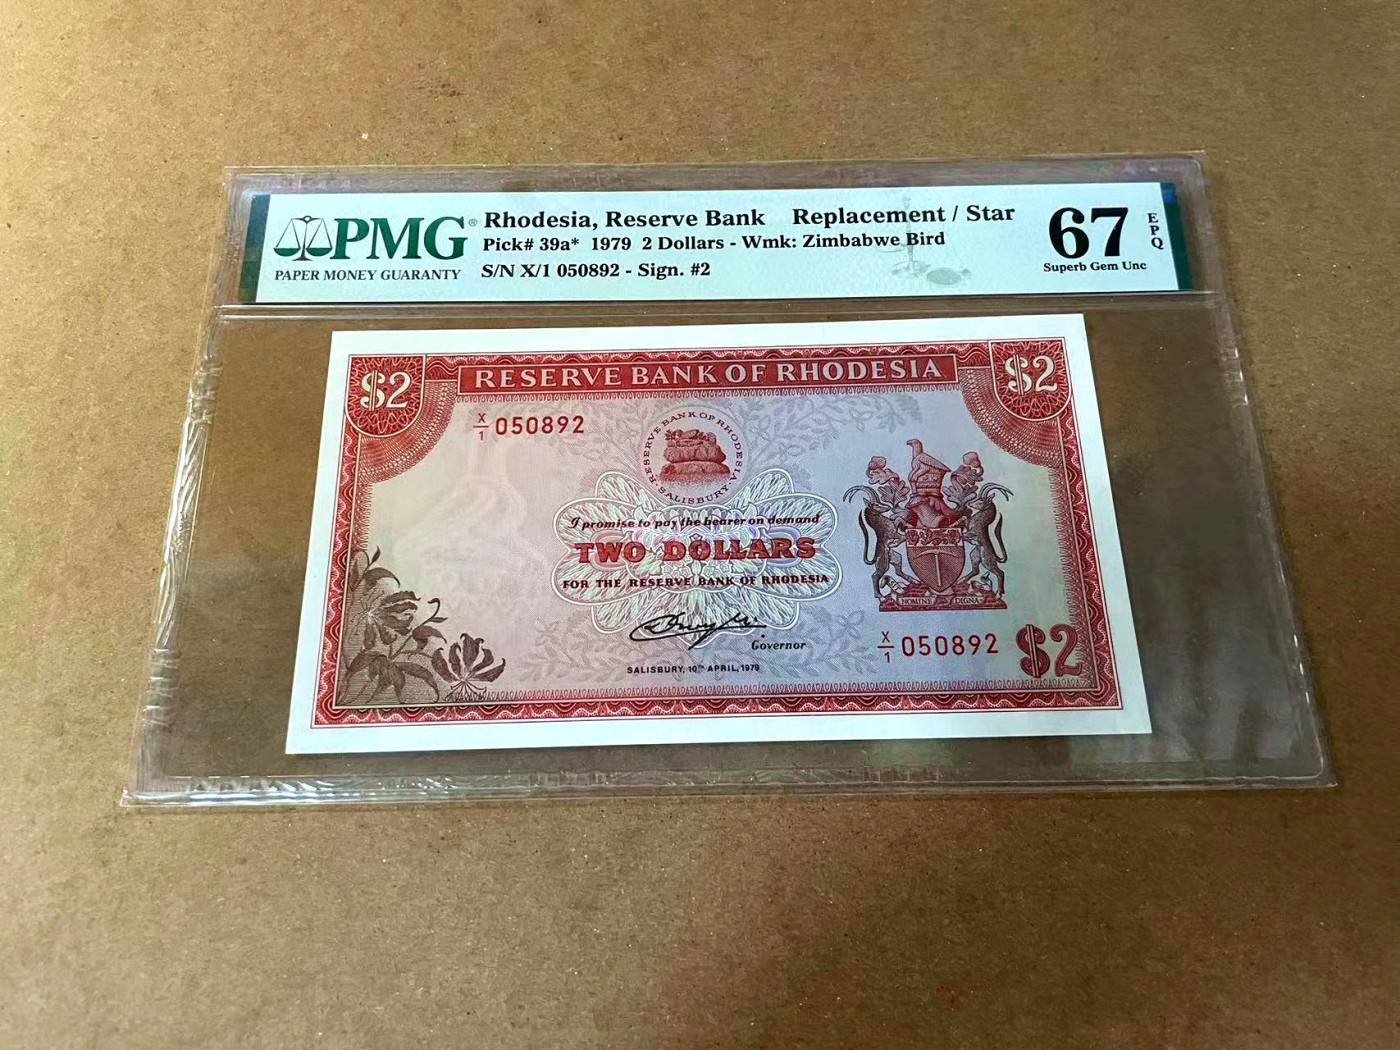 PMG®
PAPER MONEY GUARANTY
Rhodesia, Reserve Bank Replacement / Star
Pick# 39a* 1979 2 Dollars - Wmk: Zimbabwe Bird
S/N X/1 050892 - Sign. #2
67
EPQ
Superb Gem Unc
$2
RESERVE BANK OF RHODESIA
$2
X/1 050892
RESERVE BANK OF RHODESIA
SALISBURY
I promise to pay the bearer on demand
TWO DOLLARS
FOR THE RESERVE BANK OF RHODESIA
NOMINE DIGNA
Governor
SALISBURY, 10TH APRIL, 1979
X/1 050892
$2